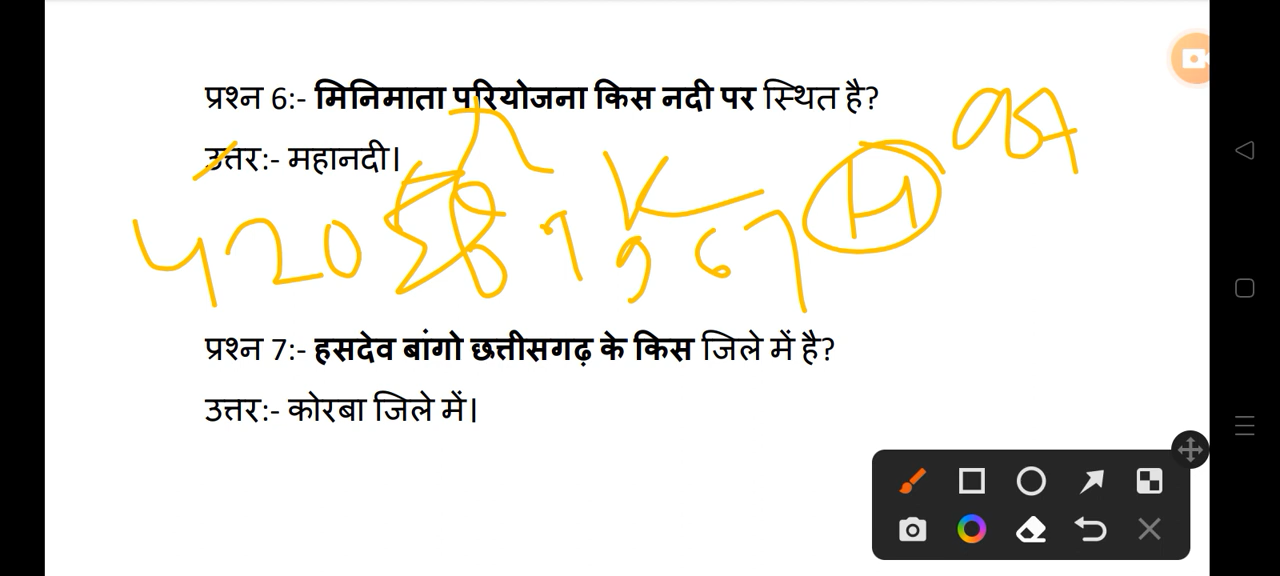 प्रश्न 6:- मिनिमाता परियोजना किस नदी पर स्थित है?
उत्तर:- महानदी।
प्रश्न 7:- हसदेव बांगो छत्तीसगढ़ के किस जिले में है?
उत्तर:- कोरबा जिले में।